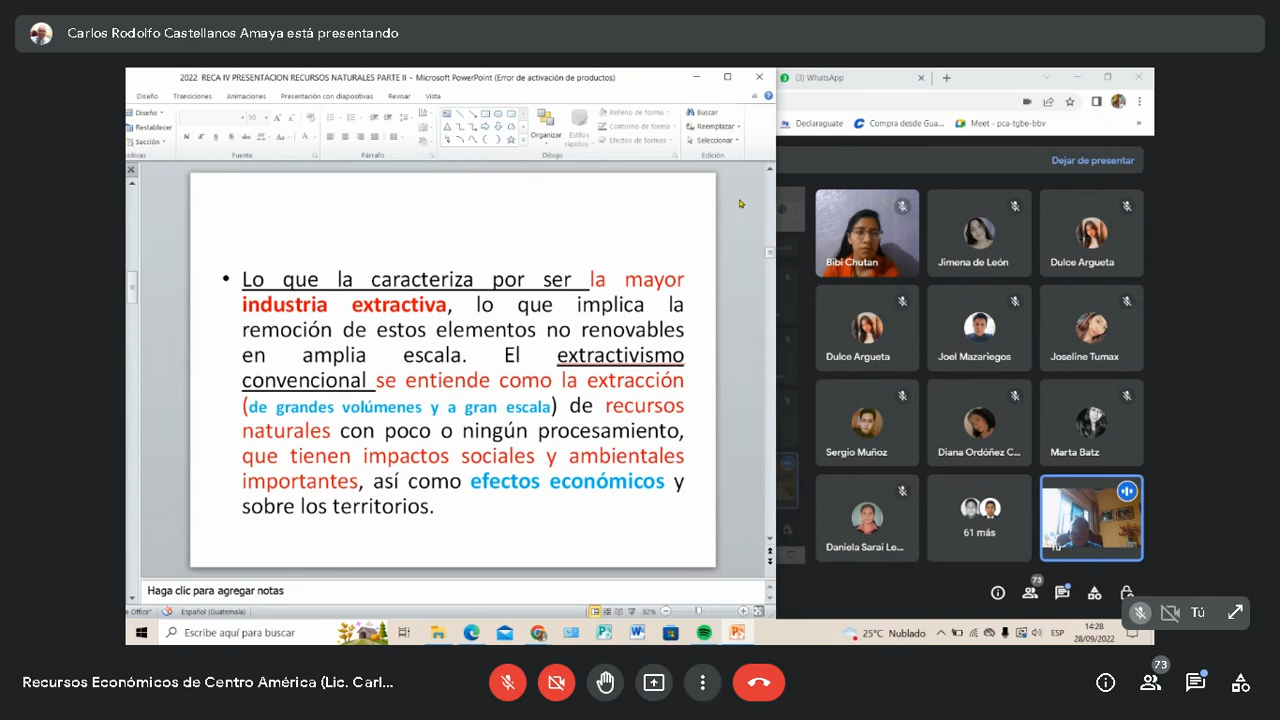 Carlos Rodolfo Castellanos Amaya está presentando
2022 RECA IV PRESENTACION RECURSOS NATURALES PARTE II - Microsoft PowerPoint (Error de activación de productos)
Diseño Transiciones Animaciones Presentación con diapositivas Revisar Vista
Diseño
Restablecer
Sección
Fuente
Párrafo
Organizar
Estilos
rápidos
Relleno de forma
Contorno de forma
Efectos de formas
Dibujo
Buscar
Reemplazar
Seleccionar
Edición
• Lo que la caracteriza por ser la mayor
industria extractiva, lo que implica la
remoción de estos elementos no renovables
en amplia escala. El extractivismo
convencional se entiende como la extracción
(de grandes volúmenes y a gran escala) de recursos
naturales con poco o ningún procesamiento,
que tienen impactos sociales y ambientales
importantes, así como efectos económicos y
sobre los territorios.
Haga clic para agregar notas
Office" Español (Guatemala) 82%
Escribe aquí para buscar
(3) WhatsApp
Declaraguate Compra desde Gua... Meet - pca-tgbe-bbv »
Dejar de presentar
Bibi Chutan
Jimena de León
Dulce Argueta
Dulce Argueta
Joel Mazariegos
Joseline Tumax
Sergio Muñoz
Diana Ordóñez C...
Marta Batz
Daniela Sarai Le...
61 más
Tú
73
Tú
25°C Nublado
ESP
14:28
28/09/2022
Recursos Económicos de Centro América (Lic. Carl...
73